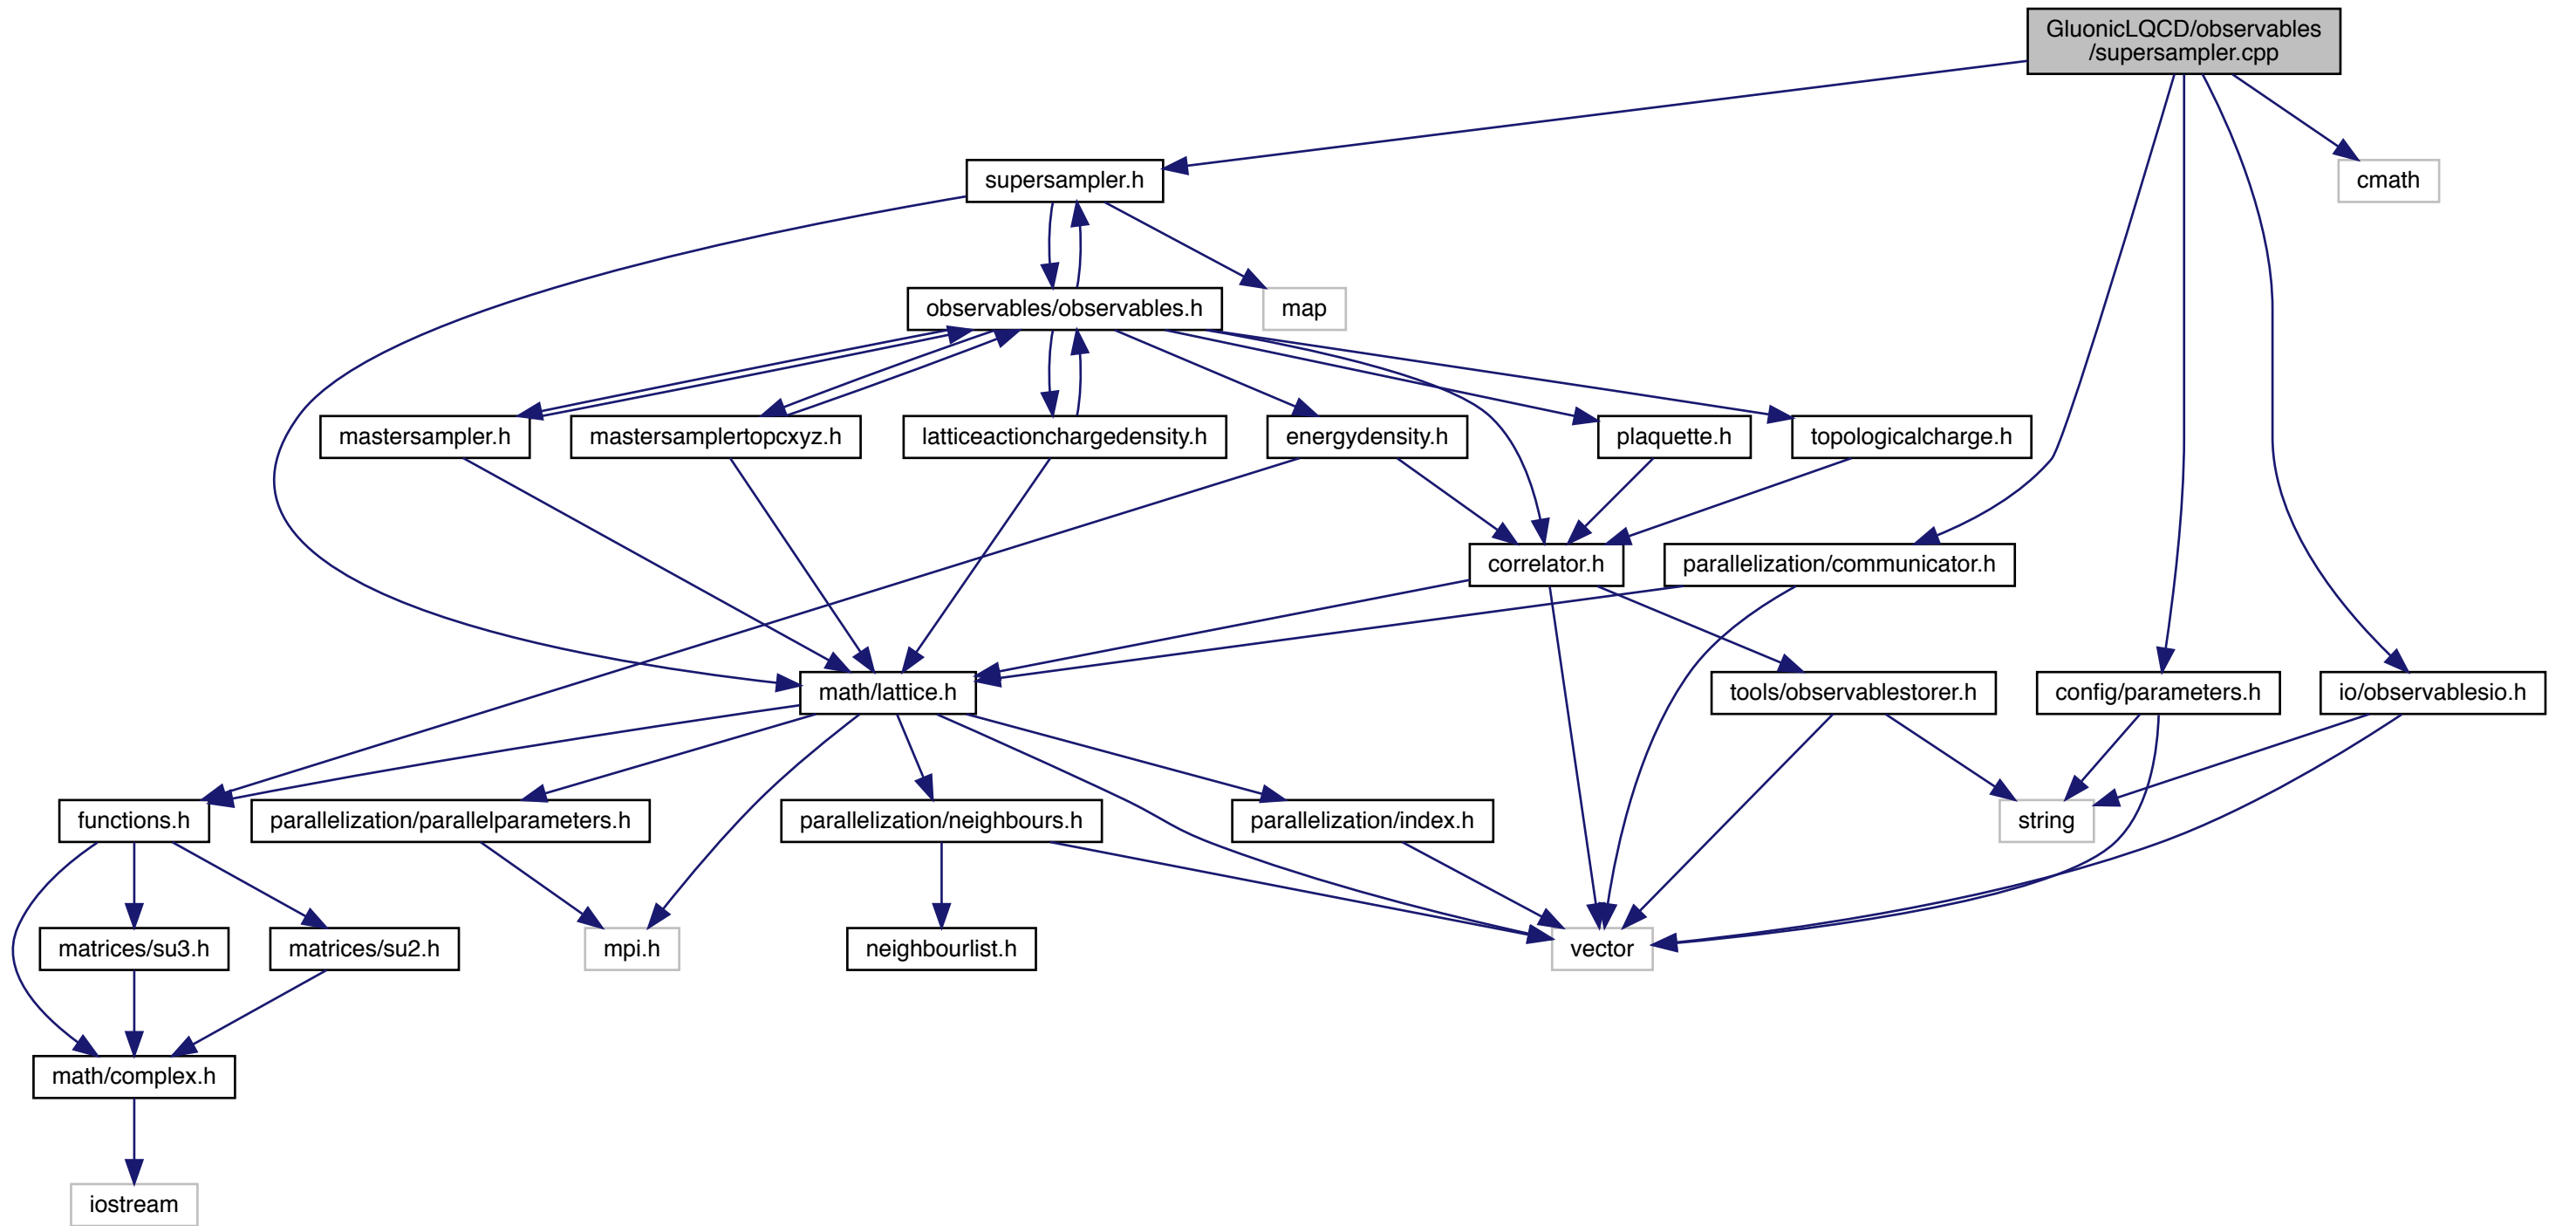 GluonicLQCD/observables
/supersampler.cpp
supersampler.h
cmath
observables/observables.h
map
mastersampler.h
mastersamplertopcxyz.h
latticeactionchargedensity.h
energydensity.h
plaquette.h
topologicalcharge.h
correlator.h
parallelization/communicator.h
math/lattice.h
tools/observablestorer.h
config/parameters.h
io/observablesio.h
functions.h
parallelization/parallelparameters.h
parallelization/neighbours.h
parallelization/index.h
string
matrices/su3.h
matrices/su2.h
mpi.h
neighbourlist.h
vector
math/complex.h
iostream